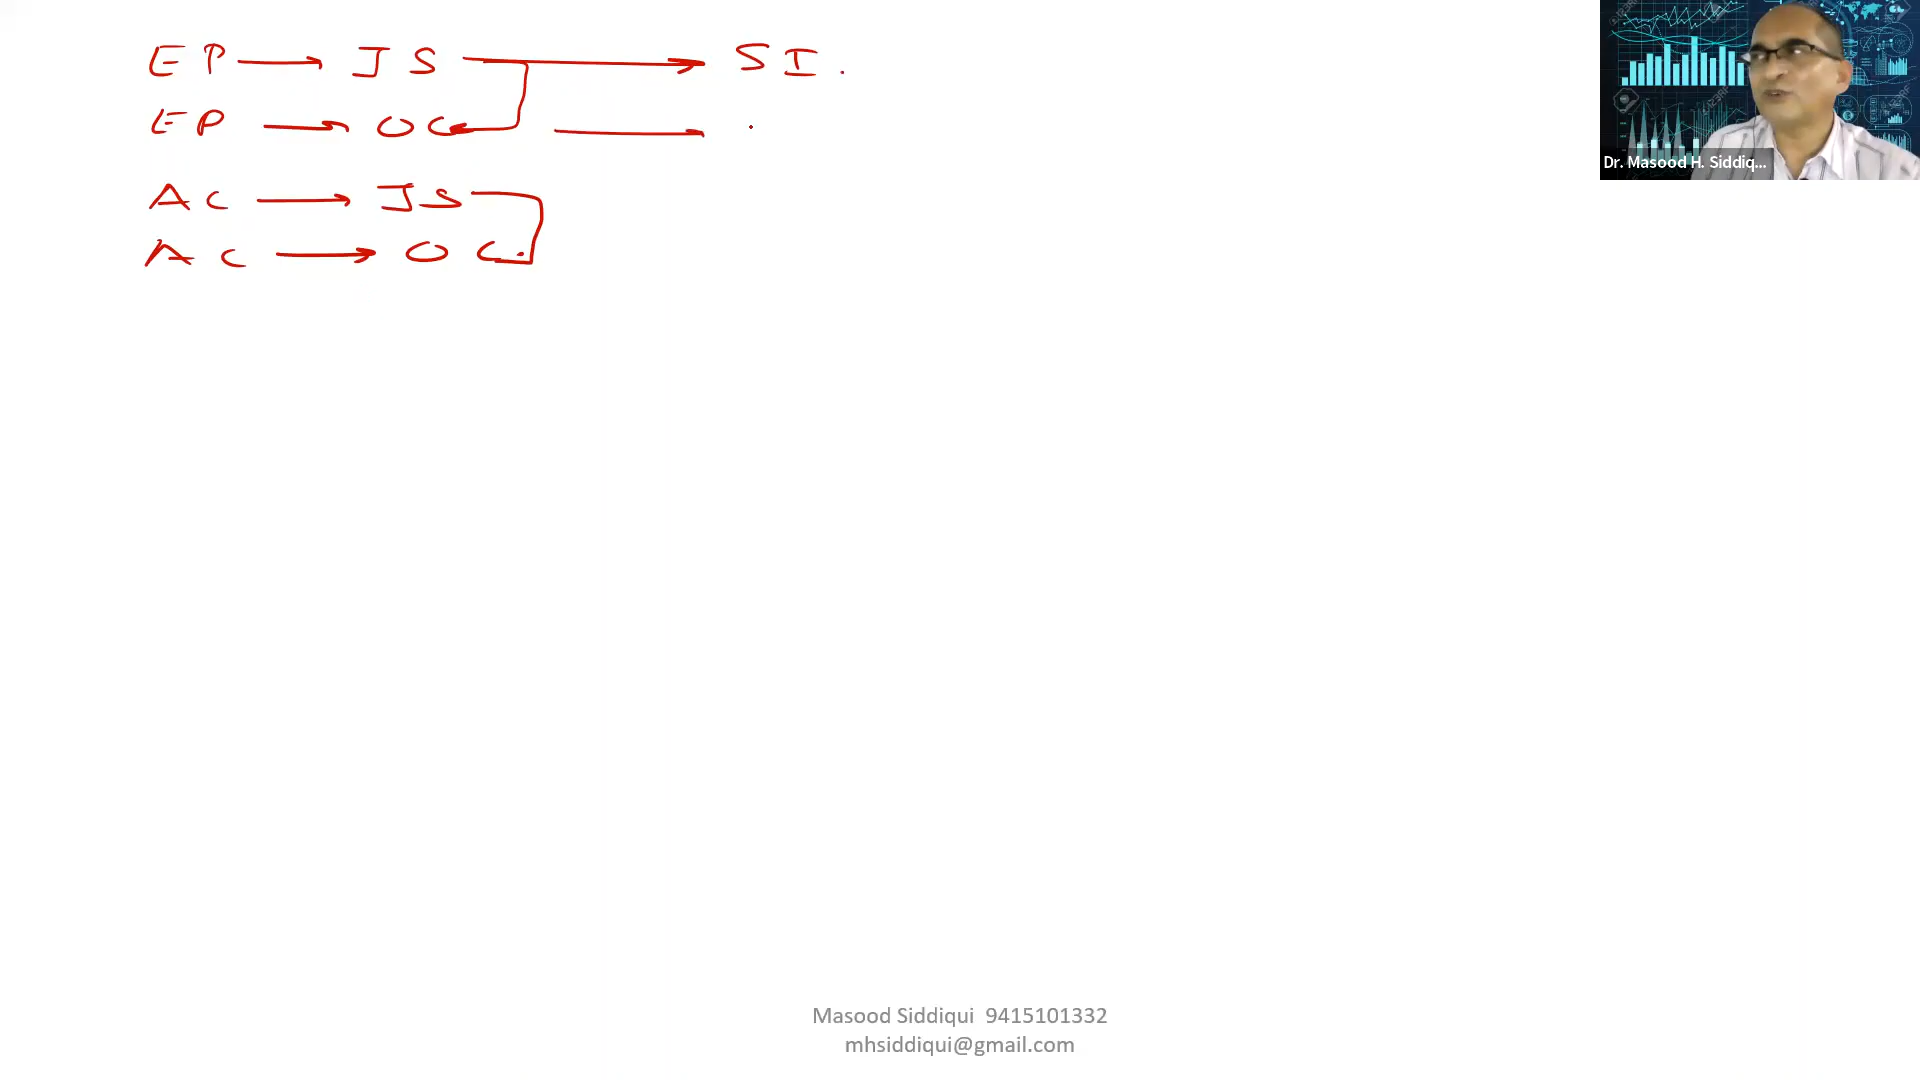 EP → JS → SI.
EP → OC →
AC → JS
AC → OC
Dr. Masood H. Siddiq...
Masood Siddiqui 9415101332
mhsiddiqui@gmail.com